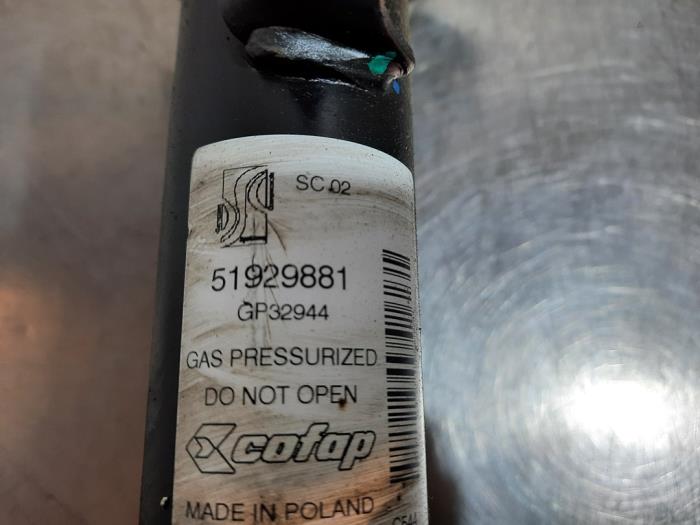 SC.02
51929881
GP32944
GAS PRESSURIZED
DO NOT OPEN
cofap
MADE IN POLAND